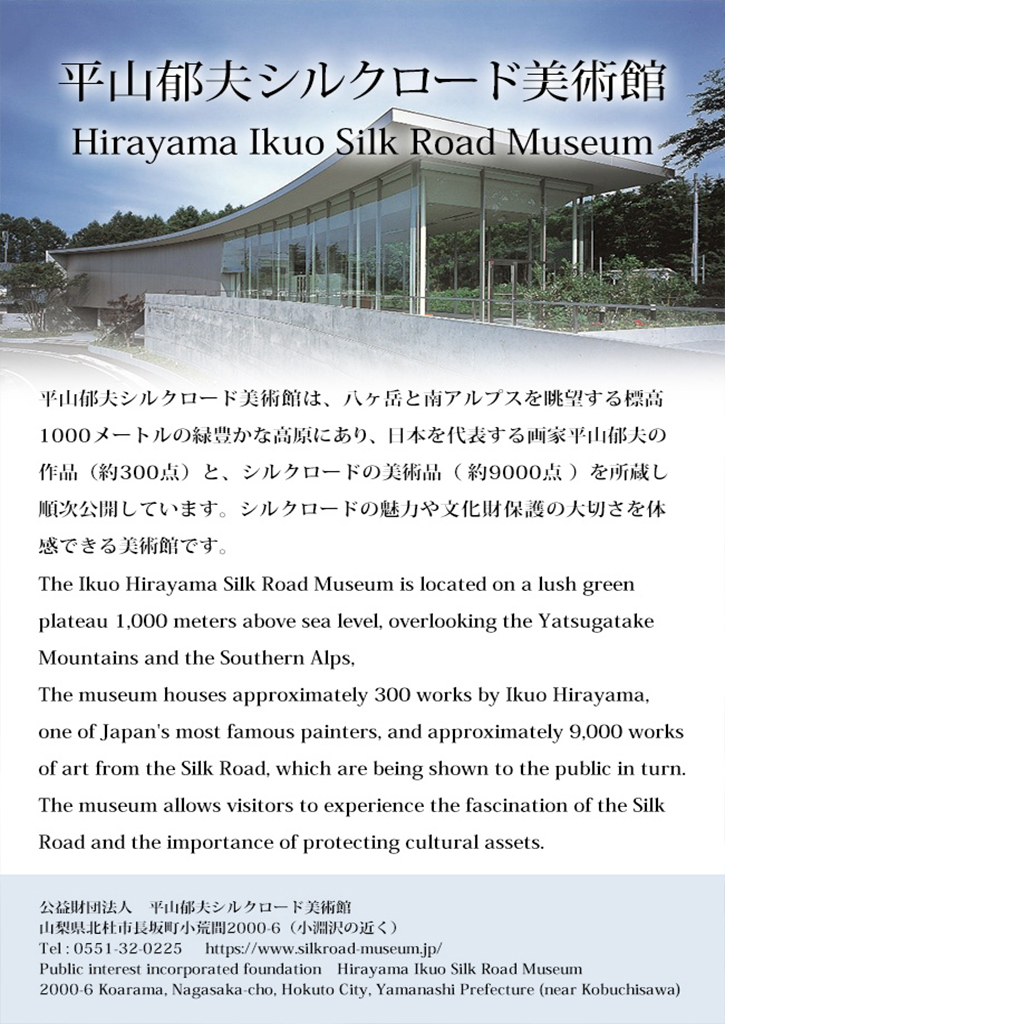 平山郁夫シルクロード美術館
Hirayama Ikuo Silk Road Museum
平山郁夫シルクロード美術館は、八ヶ岳と南アルプスを眺望する標高
1000メートルの緑豊かな高原にあり、日本を代表する画家平山郁夫の
作品（約300点）と、シルクロードの美術品（ 約9000点 ）を所蔵し
順次公開しています。シルクロードの魅力や文化財保護の大切さを体
感できる美術館です。
The Ikuo Hirayama Silk Road Museum is located on a lush green
plateau 1,000 meters above sea level, overlooking the Yatsugatake
Mountains and the Southern Alps,
The museum houses approximately 300 works by Ikuo Hirayama,
one of Japan's most famous painters, and approximately 9,000 works
of art from the Silk Road, which are being shown to the public in turn.
The museum allows visitors to experience the fascination of the Silk
Road and the importance of protecting cultural assets.
公益財団法人　平山郁夫シルクロード美術館
山梨県北杜市長坂町小荒間2000-6（小淵沢の近く）
Tel : 0551-32-0225　https://www.silkroad-museum.jp/
Public interest incorporated foundation　Hirayama Ikuo Silk Road Museum
2000-6 Koarama, Nagasaka-cho, Hokuto City, Yamanashi Prefecture (near Kobuchisawa)